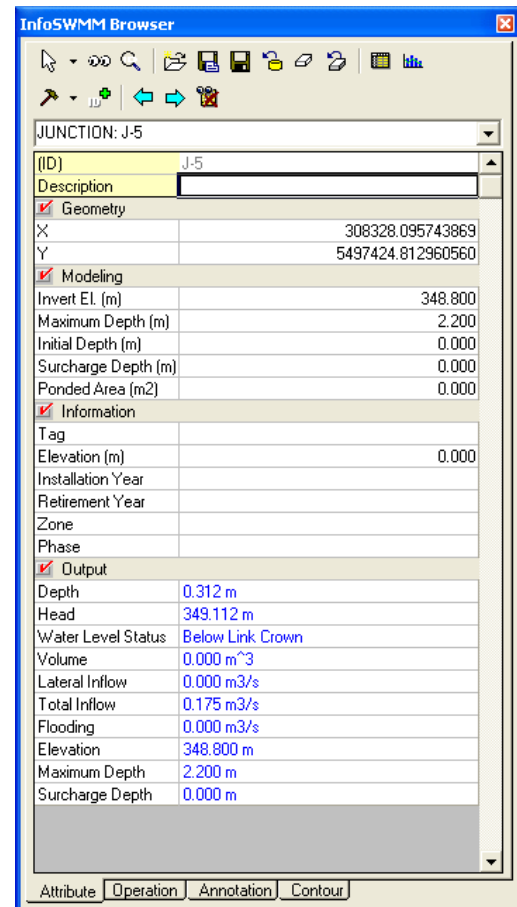 InfoSWMM Browser
JUNCTION: J-5
(ID) J-5
Description
Geometry
X 308328.095743869
Y 5497424.812960560
Modeling
Invert El. (m) 348.800
Maximum Depth (m) 2.200
Initial Depth (m) 0.000
Surcharge Depth (m) 0.000
Ponded Area (m2) 0.000
Information
Tag
Elevation (m) 0.000
Installation Year
Retirement Year
Zone
Phase
Output
Depth 0.312 m
Head 349.112 m
Water Level Status Below Link Crown
Volume 0.000 m^3
Lateral Inflow 0.000 m3/s
Total Inflow 0.175 m3/s
Flooding 0.000 m3/s
Elevation 348.800 m
Maximum Depth 2.200 m
Surcharge Depth 0.000 m
Attribute Operation Annotation Contour